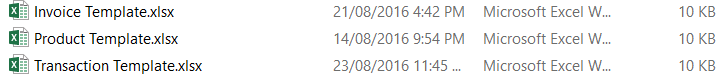 Invoice Template.xlsx 21/08/2016 4:42 PM Microsoft Excel W... 10 KB
Product Template.xlsx 14/08/2016 9:54 PM Microsoft Excel W... 10 KB
Transaction Template.xlsx 23/08/2016 11:45 ... Microsoft Excel W... 10 KB